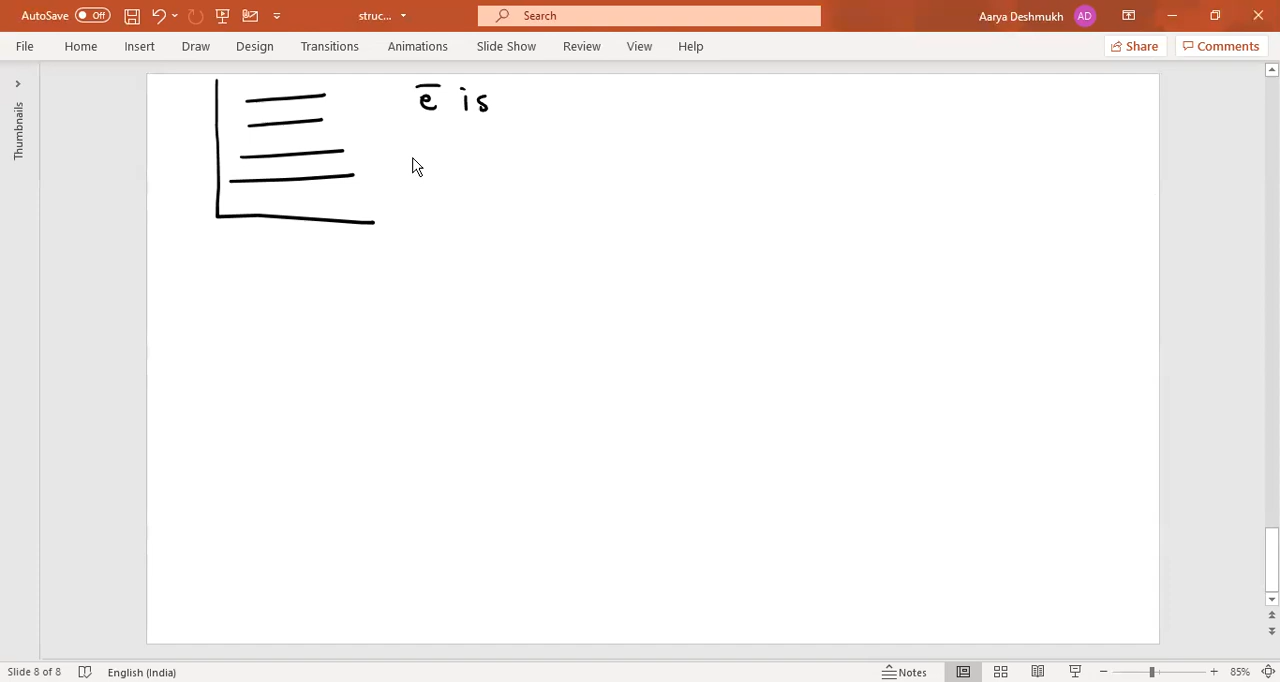 AutoSave Off struc... Search Aarya Deshmukh AD
File Home Insert Draw Design Transitions Animations Slide Show Review View Help Share Comments
Thumbnails
e̅ is
Slide 8 of 8 English (India) Notes 85%